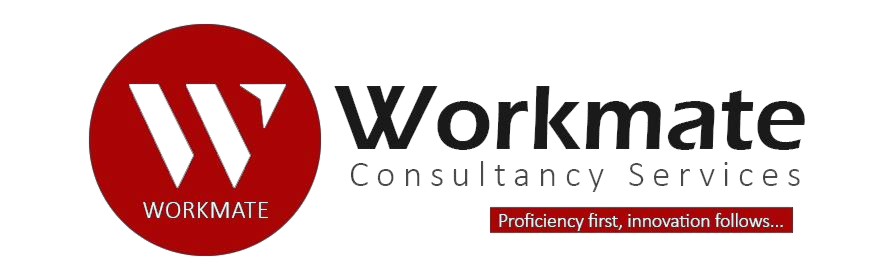 WORKMATE
Workmate
Consultancy Services
Proficiency first, innovation follows...